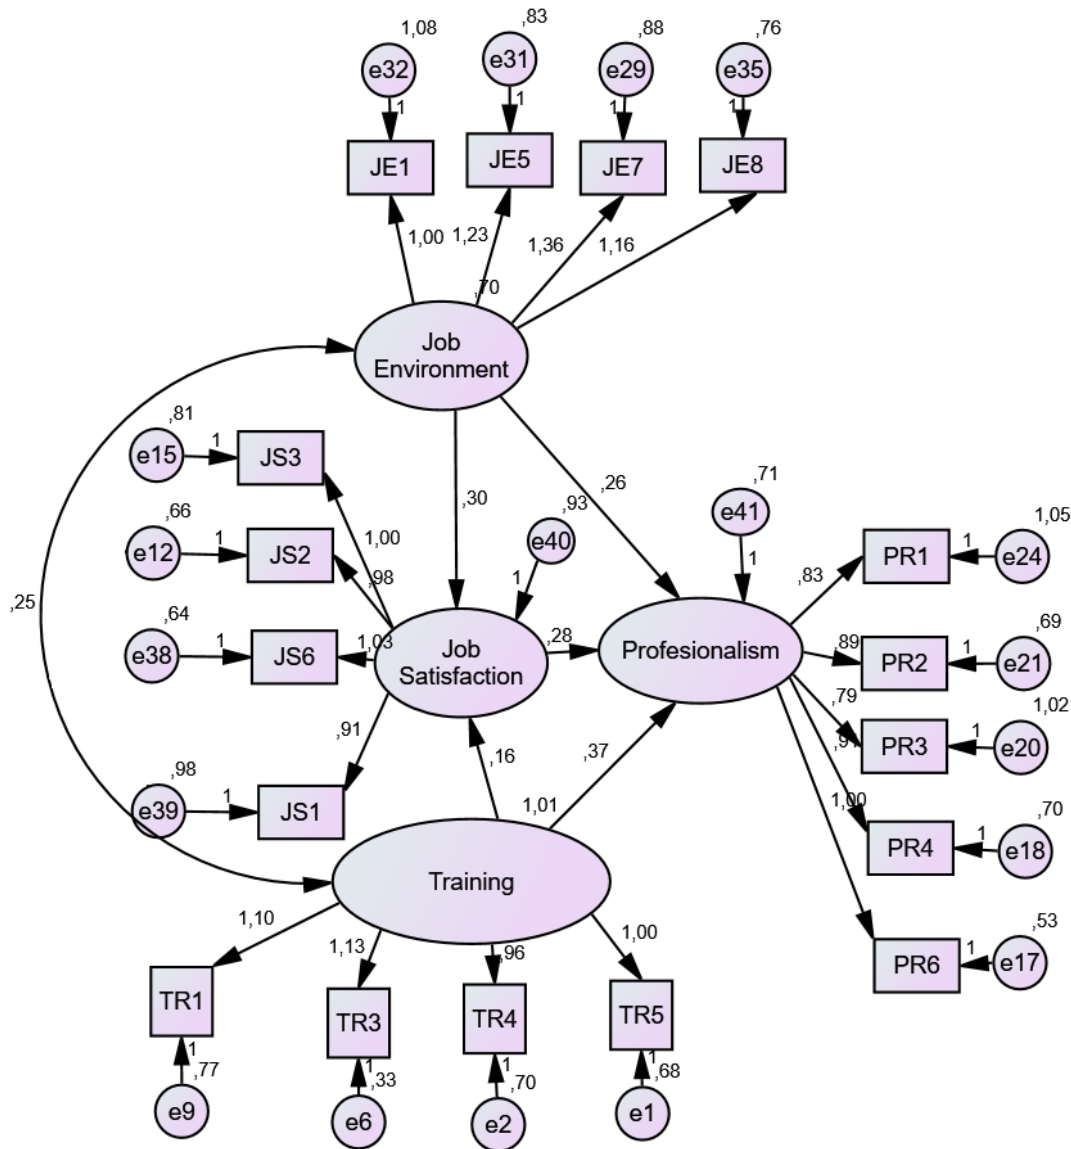 1,08
,83
,88
,76
e32
e31
e29
e35
1
1
1
1
JE1
JE5
JE7
JE8
1,00
1,23
1,36
1,16
,70
Job
Environment
,81
e15
1
JS3
,66
e12
1
JS2
,64
e38
1
JS6
,98
e39
1
JS1
1,00
,98
1,03
,91
,25
,30
,26
,93
e40
1
,71
e41
1
Job
Satisfaction
,28
Profesionalism
,16
,37
1,01
,83
,89
,79
1,00
PR1
1
e24
1,05
PR2
1
e21
,69
PR3
1
e20
1,02
PR4
1
e18
,70
PR6
1
e17
,53
Training
1,10
1,13
,96
1,00
TR1
TR3
TR4
TR5
1
1
1
1
,77
,33
,70
,68
e9
e6
e2
e1